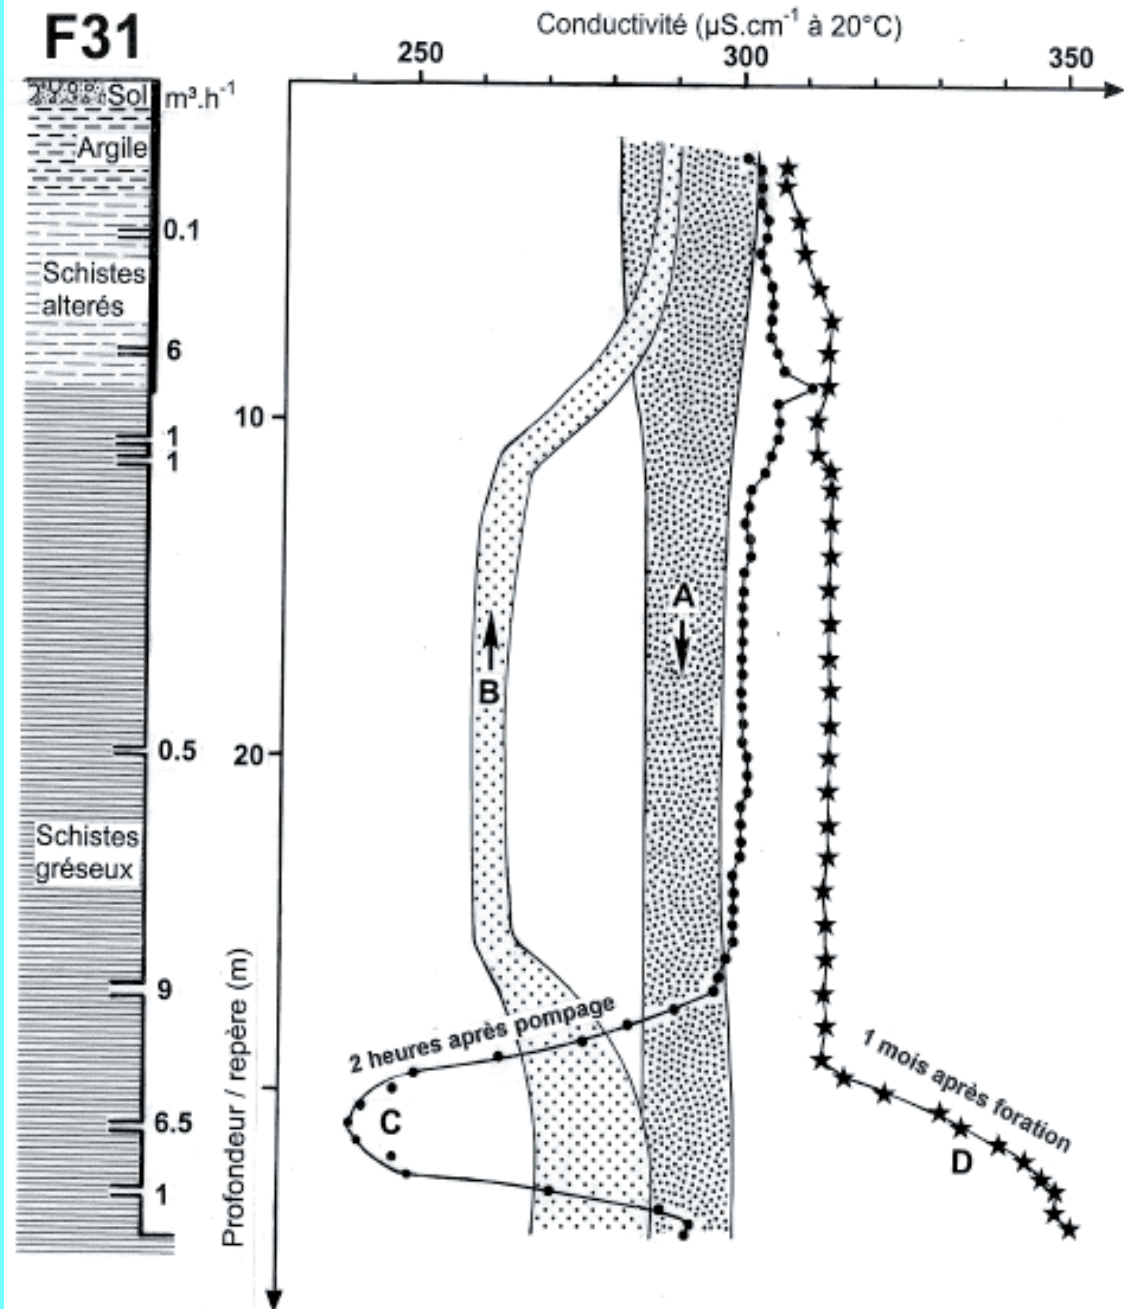 F31
Conductivité (µS.cm⁻¹ à 20°C)
250
300
350
Sol
m³.h⁻¹
Argile
0.1
Schistes
alterés
6
10
1
1
A
B
0.5
20
Schistes
gréseux
9
Profondeur / repère (m)
2 heures après pompage
C
1 mois après foration
D
6.5
1